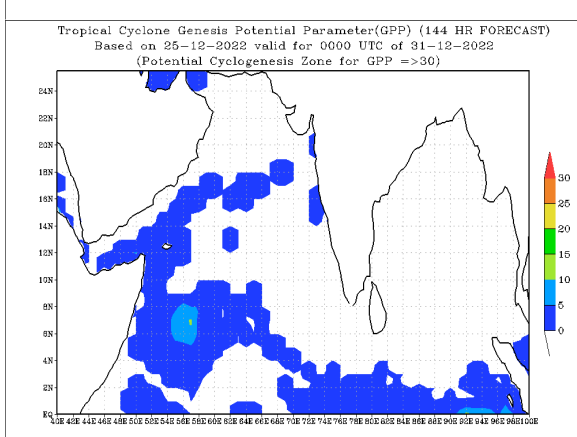 Tropical Cyclone Genesis Potential Parameter(GPP) (144 HR FORECAST)
Based on 25-12-2022 valid for 0000 UTC of 31-12-2022
(Potential Cyclogenesis Zone for GPP =>30)
24N
22N
20N
18N
16N
14N
12N
10N
8N
6N
4N
2N
EQ
40E 42E 44E 46E 48E 50E 52E 54E 56E 58E 60E 62E 64E 66E 68E 70E 72E 74E 76E 78E 80E 82E 84E 86E 88E 90E 92E 94E 96E 98E 100E
30
25
20
15
10
5
0